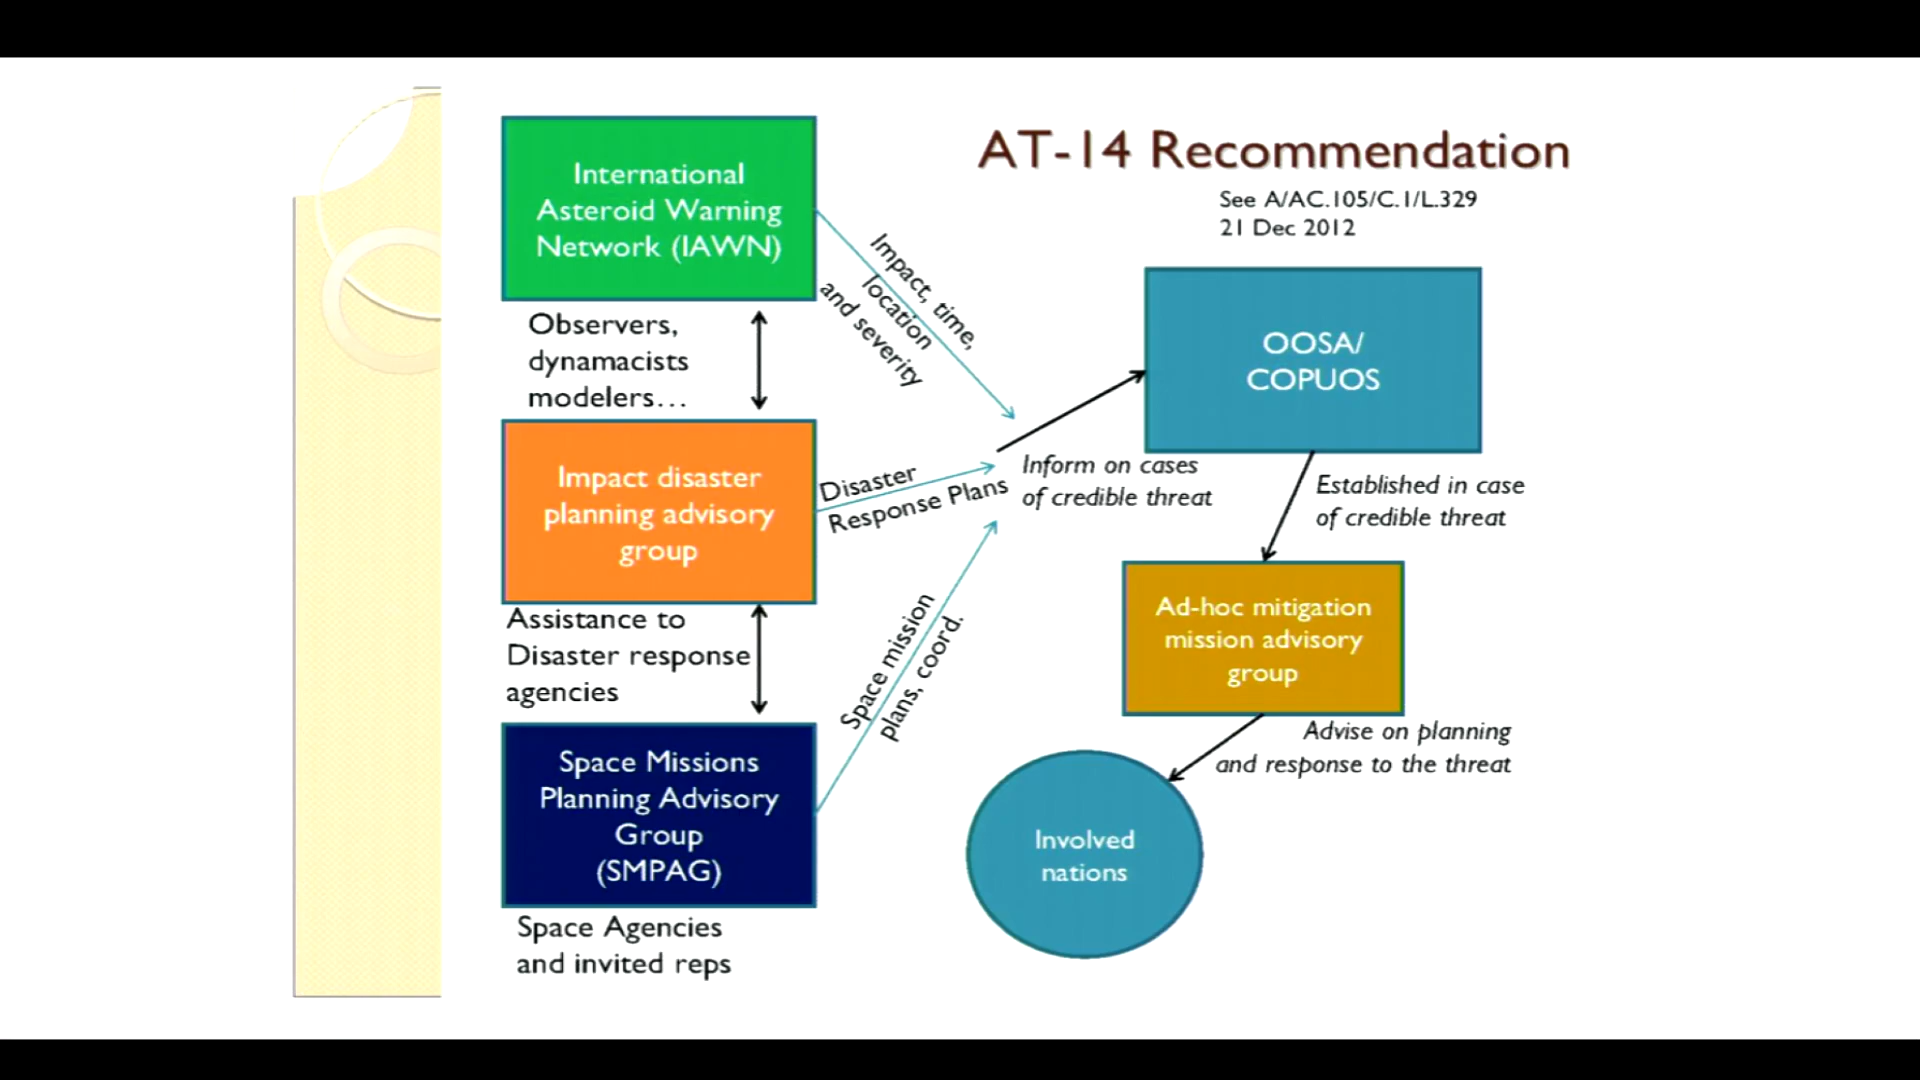 AT-14 Recommendation
See A/AC.105/C.1/L.329
21 Dec 2012
International
Asteroid Warning
Network (IAWN)
Observers,
dynamacists
modelers...
Impact disaster
planning advisory
group
Assistance to
Disaster response
agencies
Space Missions
Planning Advisory
Group
(SMPAG)
Space Agencies
and invited reps
Impact, time,
location
and severity
Disaster
Response Plans
Space mission
plans, coord.
Inform on cases
of credible threat
OOSA/
COPUOS
Established in case
of credible threat
Ad-hoc mitigation
mission advisory
group
Advise on planning
and response to the threat
Involved
nations